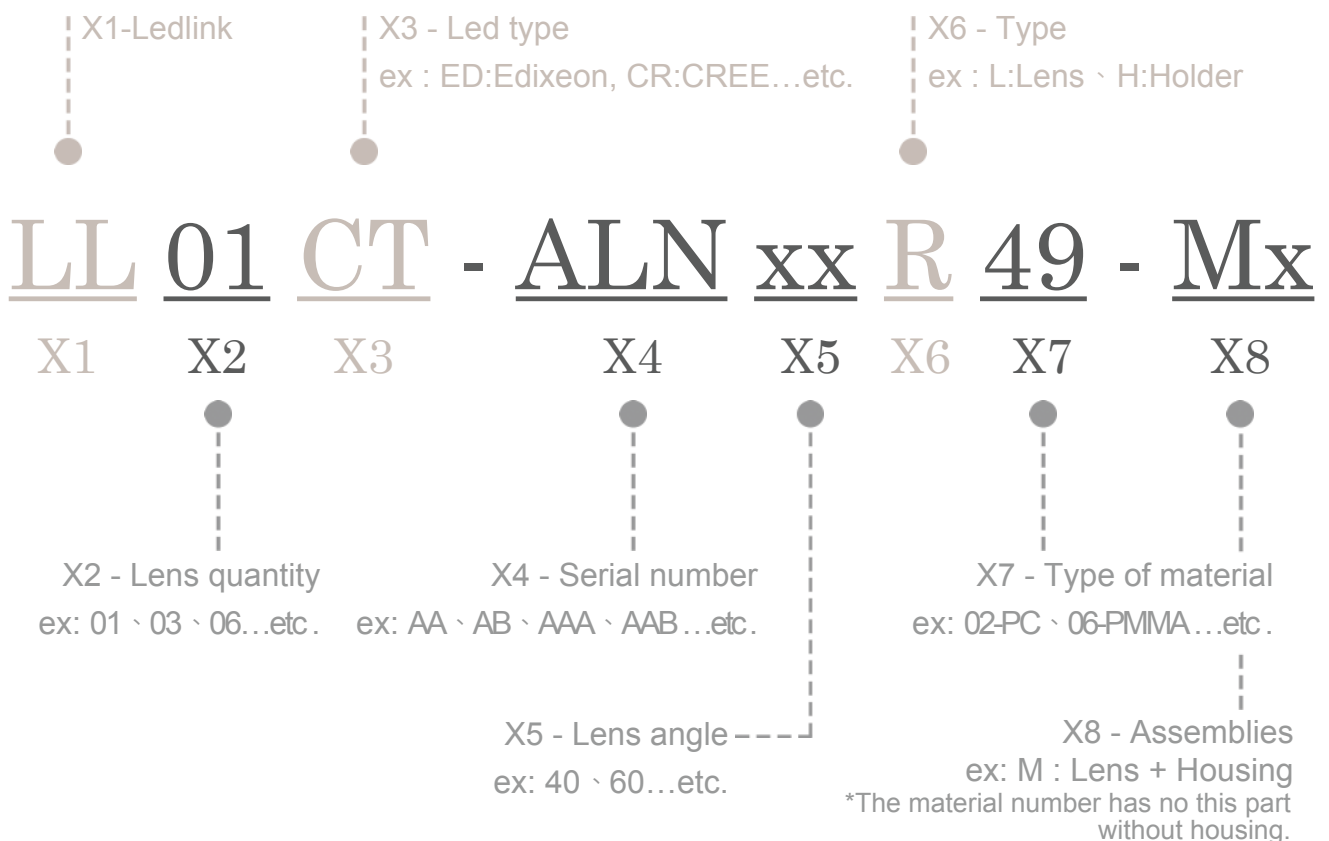 X1-Ledlink
X3 - Led type
ex : ED:Edixeon, CR:CREE…etc.
X6 - Type
ex : L:Lens、H:Holder
LL 01 CT - ALN xx R 49 - Mx
X1 X2 X3 X4 X5 X6 X7 X8
X2 - Lens quantity
ex: 01、03、06…etc.
X4 - Serial number
ex: AA、AB、AAA、AAB…etc.
X7 - Type of material
ex: 02-PC、06-PMMA…etc.
X5 - Lens angle
ex: 40、60…etc.
X8 - Assemblies
ex: M : Lens + Housing
*The material number has no this part
without housing.